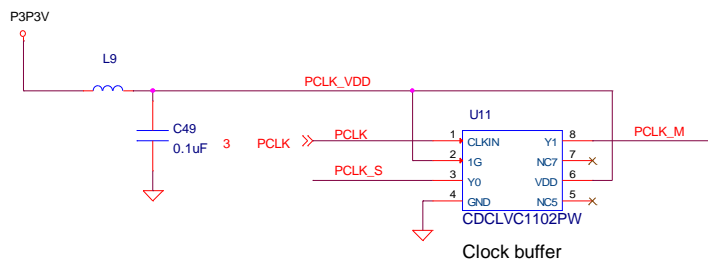 P3P3V
L9
PCLK_VDD
U11
C49
0.1uF
3 PCLK PCLK 1 CLKIN Y1 8 PCLK_M
2 1G NC7 7
PCLK_S 3 Y0 VDD 6
4 GND NC5 5
CDCLVC1102PW
Clock buffer